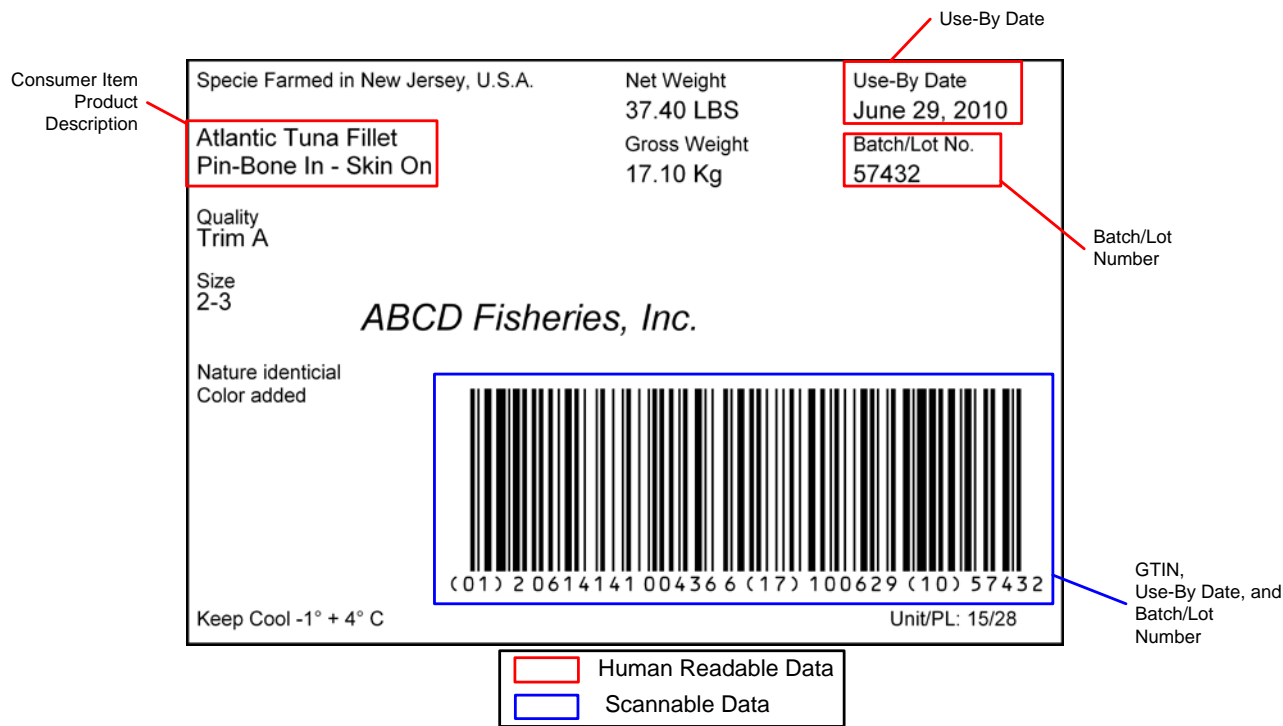 Use-By Date
Consumer Item
Product
Description
Specie Farmed in New Jersey, U.S.A.
Net Weight
37.40 LBS
Use-By Date
June 29, 2010
Atlantic Tuna Fillet
Pin-Bone In - Skin On
Gross Weight
17.10 Kg
Batch/Lot No.
57432
Batch/Lot
Number
Quality
Trim A
Size
2-3
ABCD Fisheries, Inc.
Nature identicial
Color added
(01)20614141004366(17)100629(10)57432
GTIN,
Use-By Date, and
Batch/Lot
Number
Keep Cool -1° + 4° C
Unit/PL: 15/28
Human Readable Data
Scannable Data